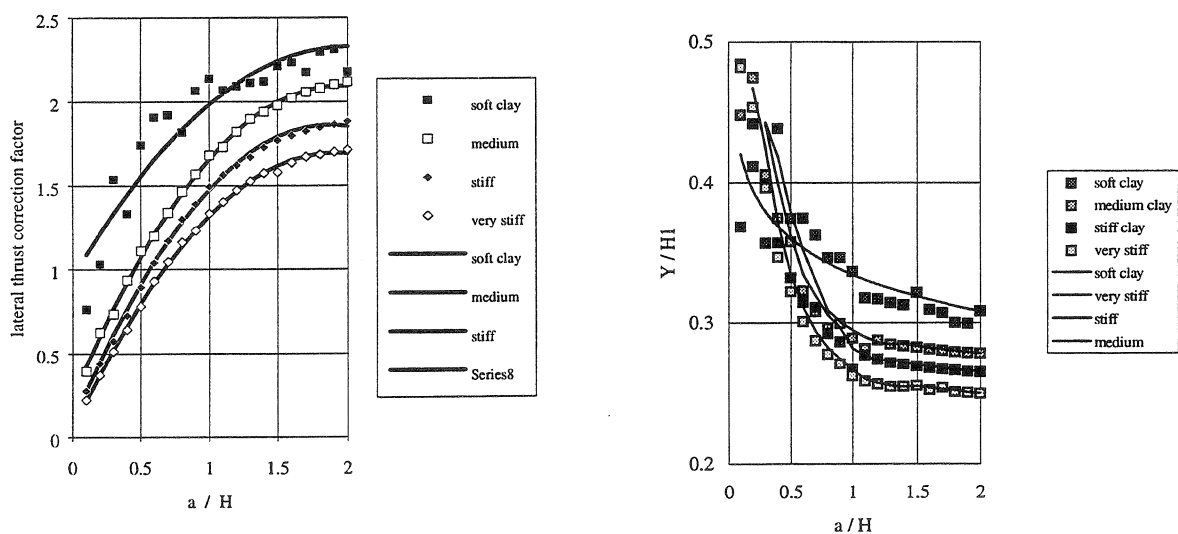 lateral thrust correction factor
2.5
2
1.5
1
0.5
0
0
0.5
1
1.5
2
a / H
soft clay
medium
stiff
very stiff
soft clay
medium
stiff
Series8
Y / H1
0.5
0.4
0.3
0.2
0
0.5
1
1.5
2
a / H
soft clay
medium clay
stiff clay
very stiff
soft clay
very stiff
stiff
medium